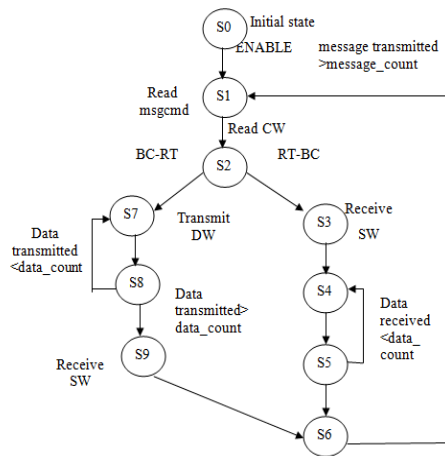 S0
Initial state
ENABLE
message transmitted
>message_count
Read
msgcmd
S1
Read CW
BC-RT
S2
RT-BC
S7
Transmit
DW
S3
Receive
SW
Data
transmitted
<data_count
S8
S4
Data
transmitted>
data_count
Data
received
<data_
count
Receive
SW
S9
S5
S6